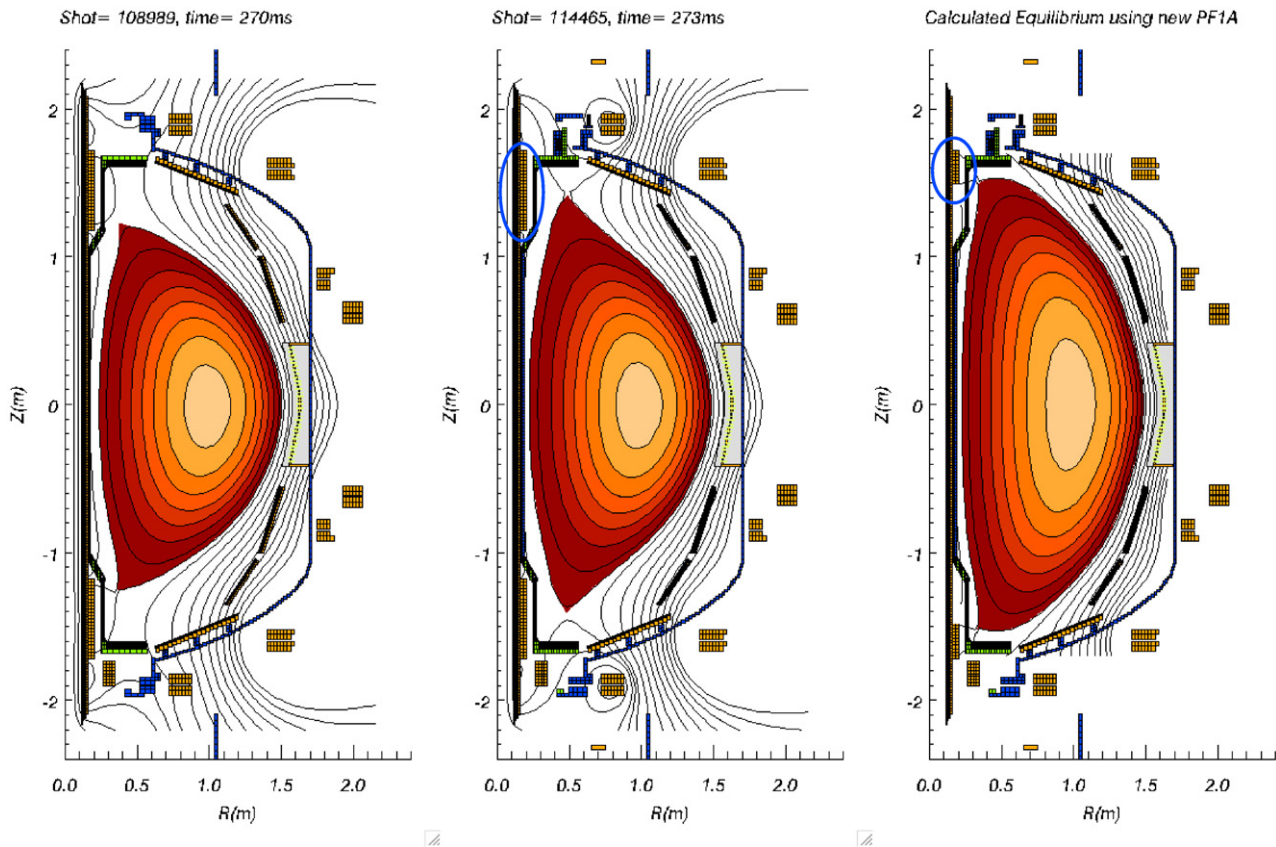 Shot= 108989, time= 270ms
Shot= 114465, time= 273ms
Calculated Equilibrium using new PF1A
2
1
0
-1
-2
Z(m)
0.0 0.5 1.0 1.5 2.0
R(m)
2
1
0
-1
-2
Z(m)
0.0 0.5 1.0 1.5 2.0
R(m)
2
1
0
-1
-2
Z(m)
0.0 0.5 1.0 1.5 2.0
R(m)